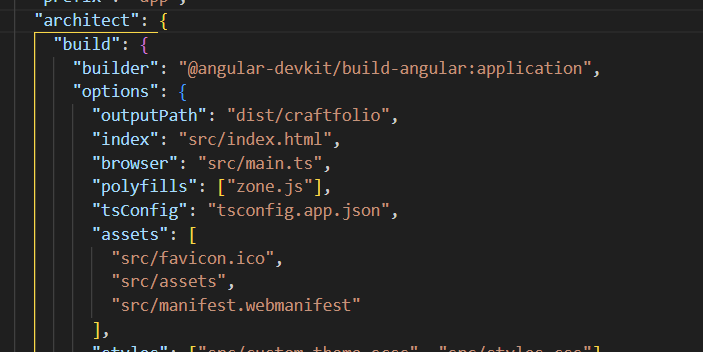 "prefix": "app",
"architect": {
"build": {
"builder": "@angular-devkit/build-angular:application",
"options": {
"outputPath": "dist/craftfolio",
"index": "src/index.html",
"browser": "src/main.ts",
"polyfills": ["zone.js"],
"tsConfig": "tsconfig.app.json",
"assets": [
"src/favicon.ico",
"src/assets",
"src/manifest.webmanifest"
],
"styles": ["src/custom-theme.scss", "src/styles.css"]